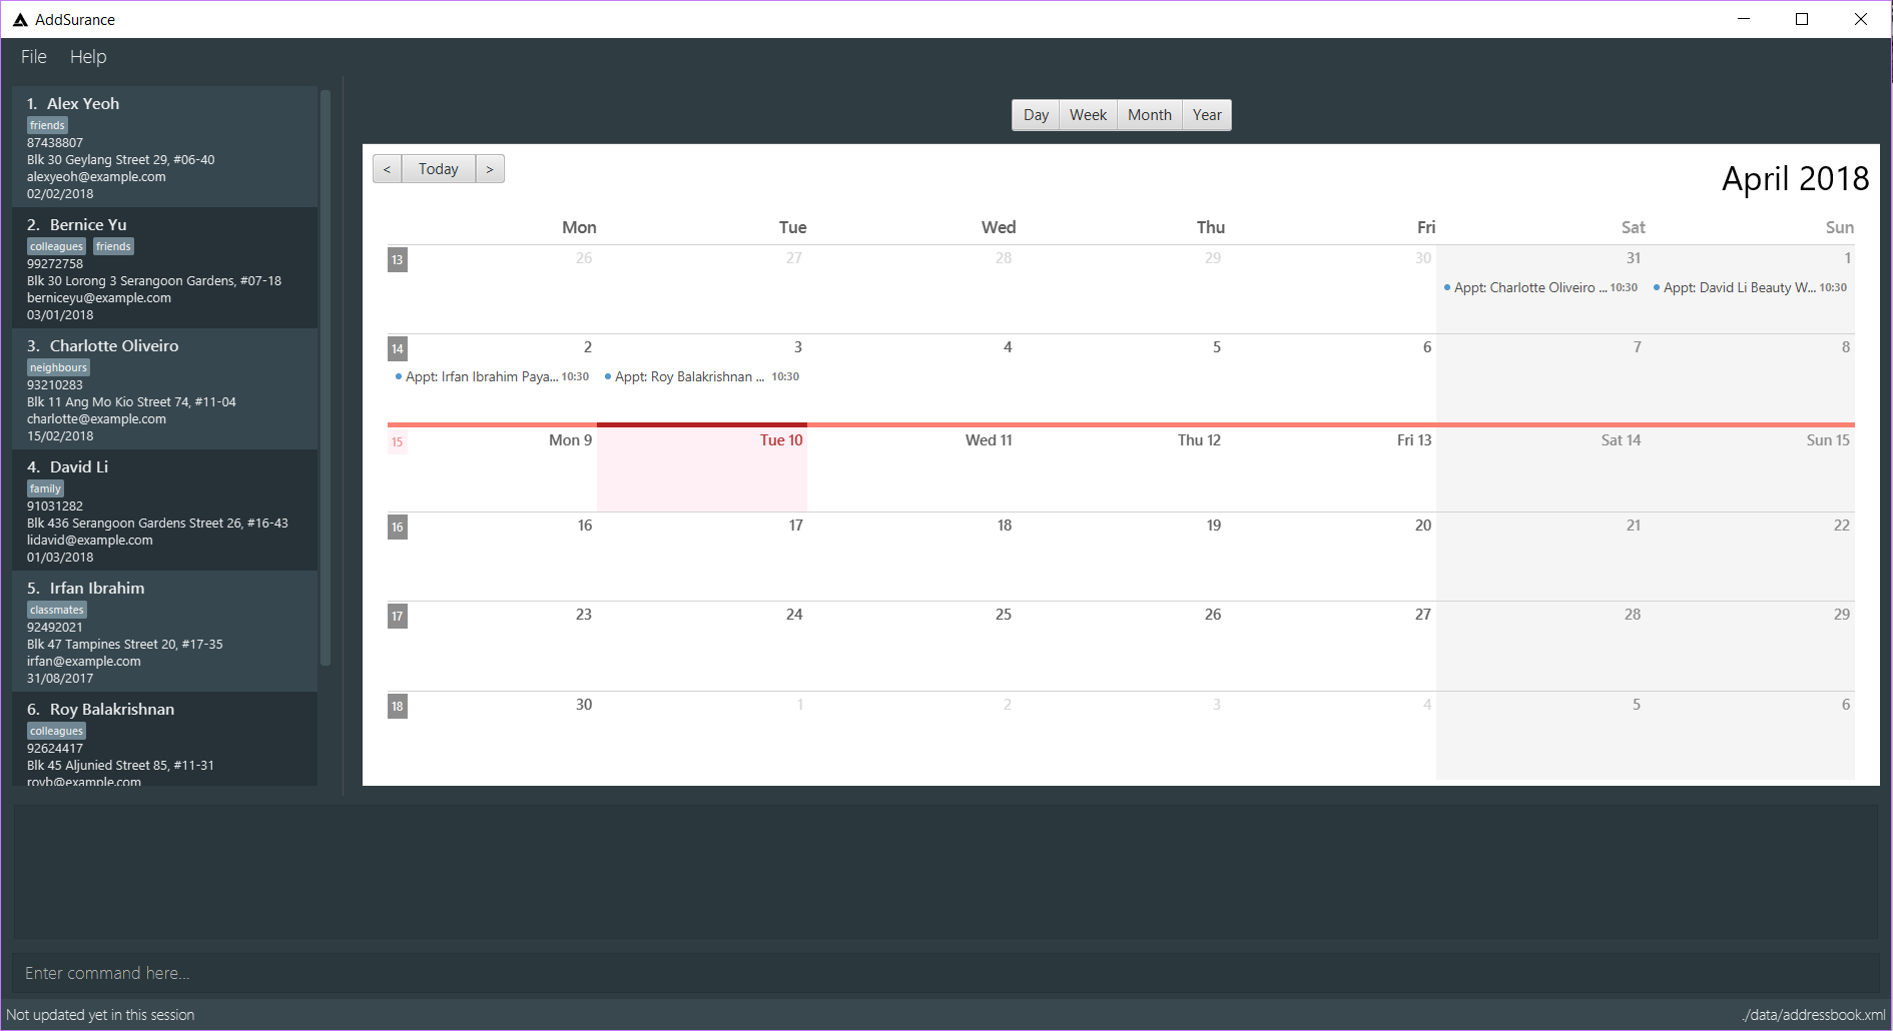 AddSurance
File Help
1. Alex Yeoh
friends
87438807
Blk 30 Geylang Street 29, #06-40
alexyeoh@example.com
02/02/2018
2. Bernice Yu
colleagues friends
99272758
Blk 30 Lorong 3 Serangoon Gardens, #07-18
berniceyu@example.com
03/01/2018
3. Charlotte Oliveiro
neighbours
93210283
Blk 11 Ang Mo Kio Street 74, #11-04
charlotte@example.com
15/02/2018
4. David Li
family
91031282
Blk 436 Serangoon Gardens Street 26, #16-43
lidavid@example.com
01/03/2018
5. Irfan Ibrahim
classmates
92492021
Blk 47 Tampines Street 20, #17-35
irfan@example.com
31/08/2017
6. Roy Balakrishnan
colleagues
92624417
Blk 45 Aljunied Street 85, #11-31
royb@example.com
Day Week Month Year
< Today >
April 2018
Mon Tue Wed Thu Fri Sat Sun
13 26 27 28 29 30 31 1
Appt: Charlotte Oliveiro ... 10:30 Appt: David Li Beauty W... 10:30
14 2 3 4 5 6 7 8
Appt: Irfan Ibrahim Paya... 10:30 Appt: Roy Balakrishnan ... 10:30
15 Mon 9 Tue 10 Wed 11 Thu 12 Fri 13 Sat 14 Sun 15
16 16 17 18 19 20 21 22
17 23 24 25 26 27 28 29
18 30 1 2 3 4 5 6
Enter command here...
Not updated yet in this session
./data/addressbook.xml